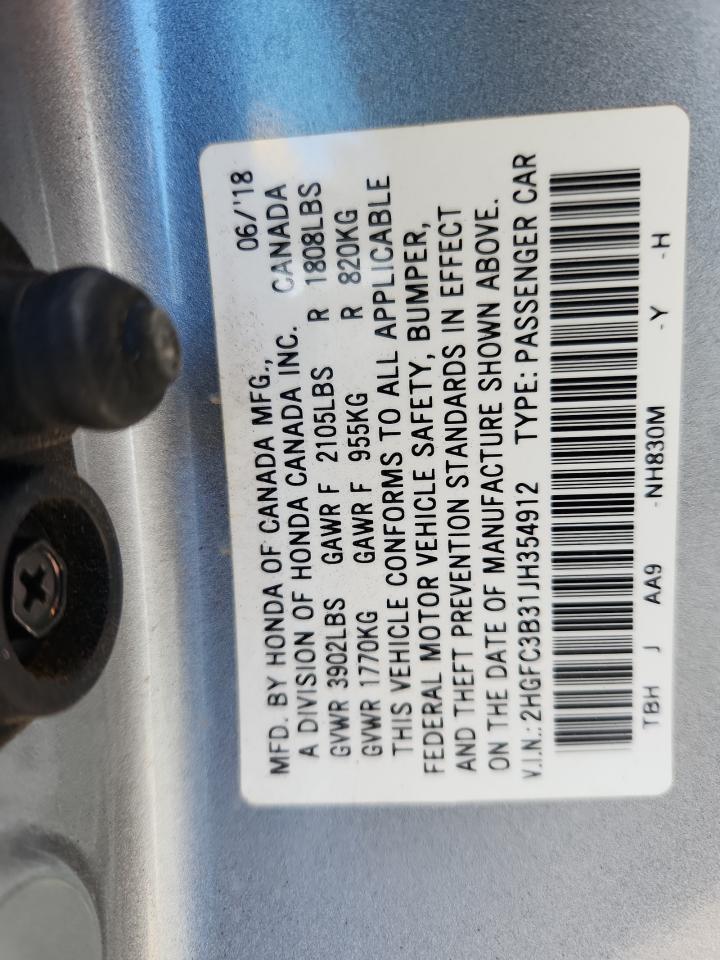 MFD. BY HONDA OF CANADA MFG., 06/'18
A DIVISION OF HONDA CANADA INC. CANADA
GVWR 3902LBS GAWR F 2105LBS R 1808LBS
GVWR 1770KG GAWR F 955KG R 820KG
THIS VEHICLE CONFORMS TO ALL APPLICABLE
FEDERAL MOTOR VEHICLE SAFETY, BUMPER,
AND THEFT PREVENTION STANDARDS IN EFFECT
ON THE DATE OF MANUFACTURE SHOWN ABOVE.
V.I.N.: 2HGFC3B31JH354912 TYPE: PASSENGER CAR
TBH J AA9 -NH830M -Y -H